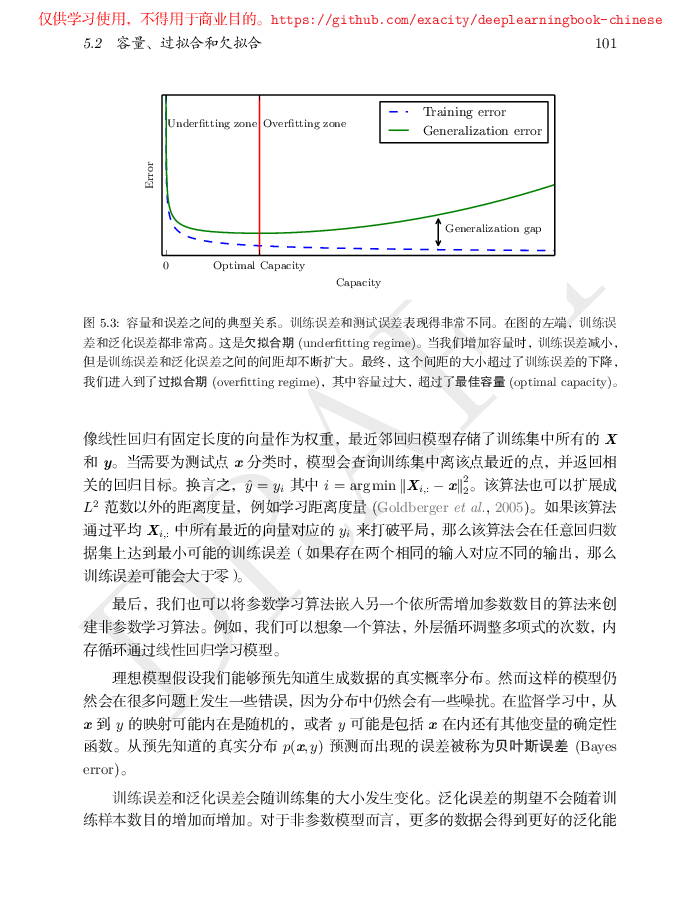 仅供学习使用，不得用于商业目的。https://github.com/exacity/deeplearningbook-chinese
5.2 容量、过拟合和欠拟合 101
Underfitting zone Overfitting zone
Training error
Generalization error
Error
Generalization gap
0 Optimal Capacity
Capacity
图 5.3: 容量和误差之间的典型关系。训练误差和测试误差表现得非常不同。在图的左端，训练误
差和泛化误差都非常高。这是欠拟合期 (underfitting regime)。当我们增加容量时，训练误差减小，
但是训练误差和泛化误差之间的间距却不断扩大。最终，这个间距的大小超过了训练误差的下降，
我们进入到了过拟合期 (overfitting regime)，其中容量过大，超过了最佳容量 (optimal capacity)。
像线性回归有固定长度的向量作为权重，最近邻回归模型存储了训练集中所有的 X
和 y。当需要为测试点 x 分类时，模型会查询训练集中离该点最近的点，并返回相
关的回归目标。换言之，ŷ = yᵢ 其中 i = arg min ‖Xᵢ,: − x‖₂²。该算法也可以扩展成
L² 范数以外的距离度量，例如学习距离度量 (Goldberger et al., 2005)。如果该算法
通过平均 Xᵢ,: 中所有最近的向量对应的 yᵢ 来打破平局，那么该算法会在任意回归数
据集上达到最小可能的训练误差（如果存在两个相同的输入对应不同的输出，那么
训练误差可能会大于零）。
最后，我们也可以将参数学习算法嵌入另一个依所需增加参数数目的算法来创
建非参数学习算法。例如，我们可以想象一个算法，外层循环调整多项式的次数，内
存循环通过线性回归学习模型。
理想模型假设我们能够预先知道生成数据的真实概率分布。然而这样的模型仍
然会在很多问题上发生一些错误，因为分布中仍然会有一些噪扰。在监督学习中，从
x 到 y 的映射可能内在是随机的，或者 y 可能是包括 x 在内还有其他变量的确定性
函数。从预先知道的真实分布 p(x, y) 预测而出现的误差被称为贝叶斯误差 (Bayes
error)。
训练误差和泛化误差会随训练集的大小发生变化。泛化误差的期望不会随着训
练样本数目的增加而增加。对于非参数模型而言，更多的数据会得到更好的泛化能
DRAFT